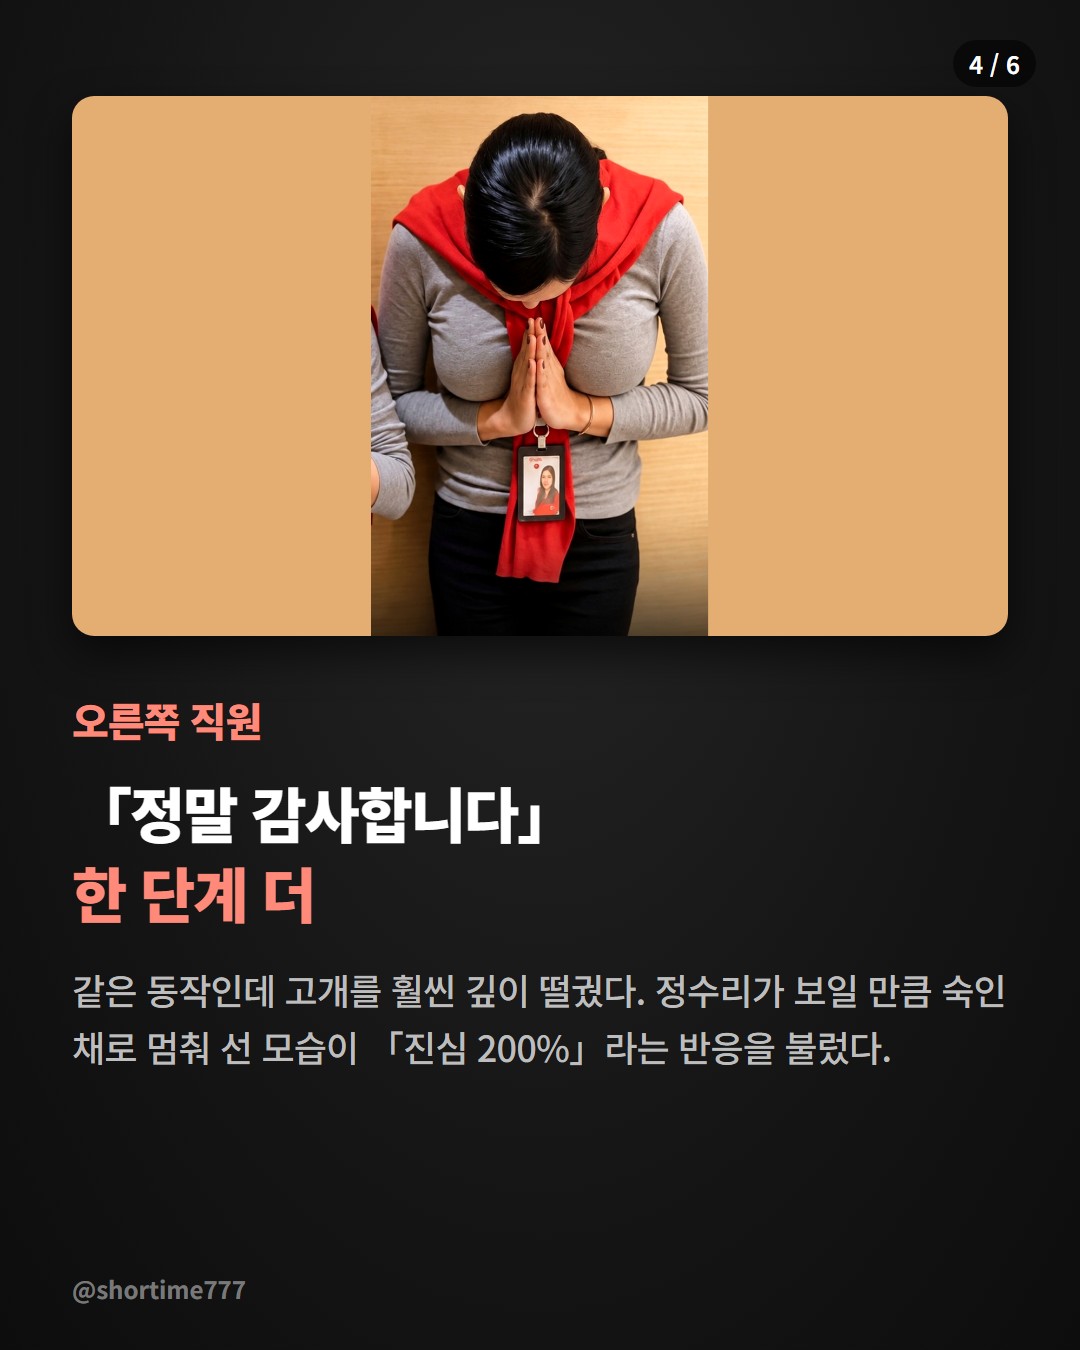 4 / 6
오른쪽 직원
「정말 감사합니다」
한 단계 더
같은 동작인데 고개를 훨씬 깊이 떨궜다. 정수리가 보일 만큼 숙인
채로 멈춰 선 모습이 「진심 200%」라는 반응을 불렀다.
@shortime777